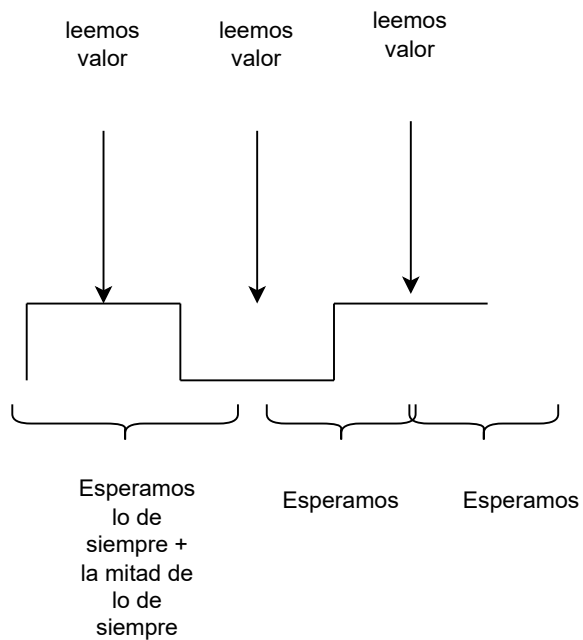 leemos
valor
leemos
valor
leemos
valor
Esperamos
lo de
siempre +
la mitad de
lo de
siempre
Esperamos
Esperamos